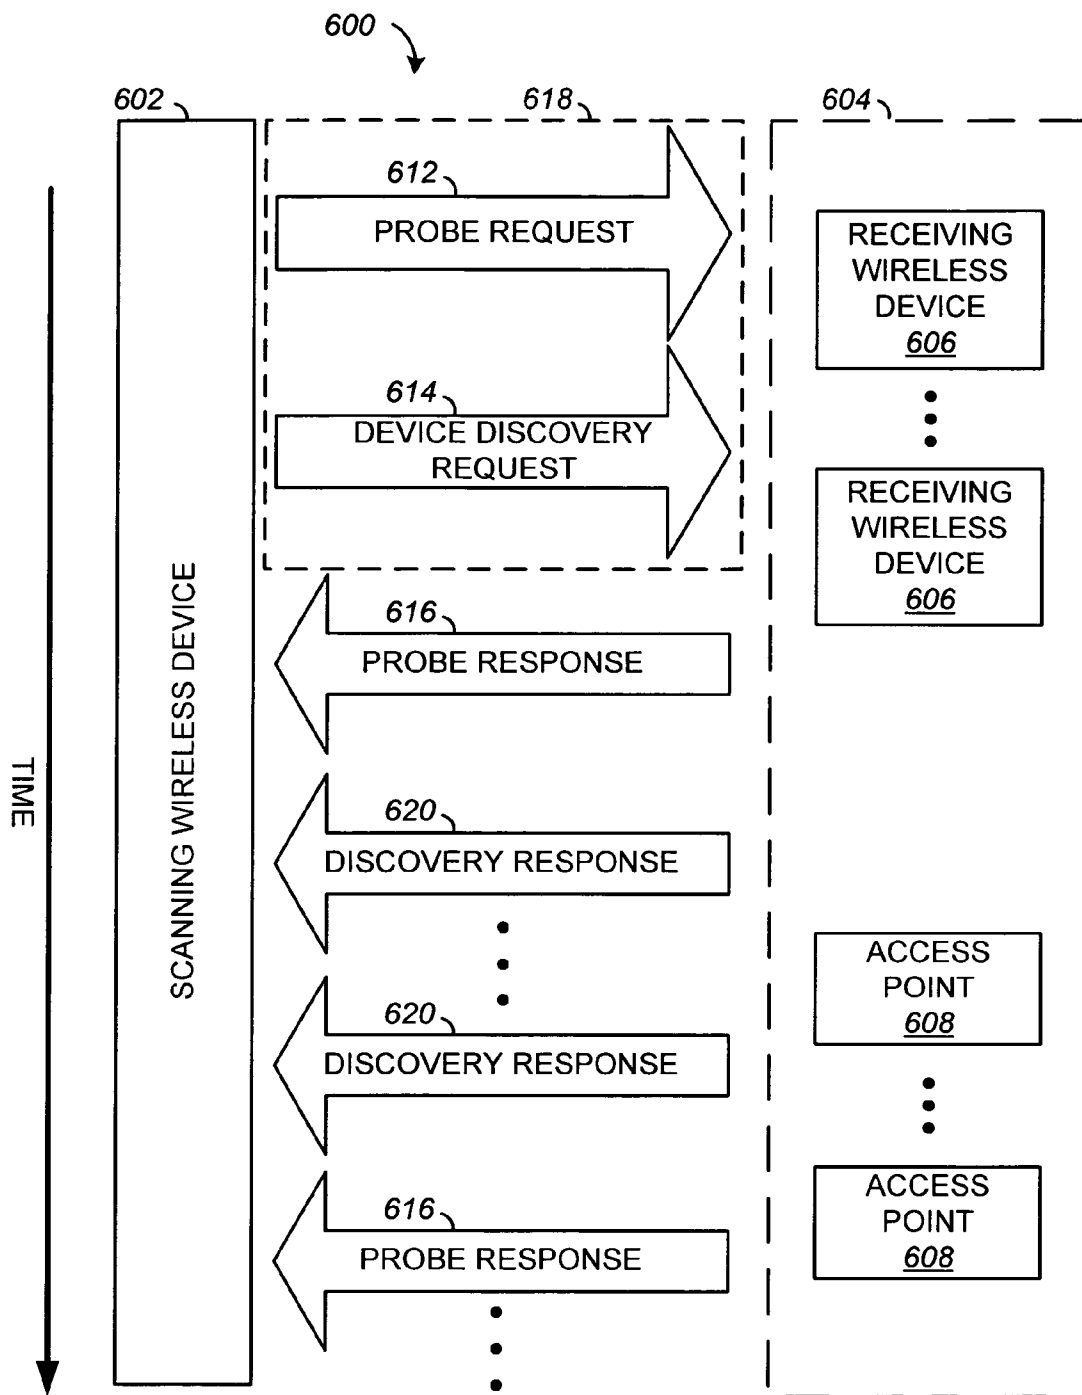 600
602
618
604
612
PROBE REQUEST
RECEIVING
WIRELESS
DEVICE
606
614
DEVICE DISCOVERY
REQUEST
RECEIVING
WIRELESS
DEVICE
606
616
PROBE RESPONSE
SCANNING WIRELESS DEVICE
TIME
620
DISCOVERY RESPONSE
ACCESS
POINT
608
620
DISCOVERY RESPONSE
ACCESS
POINT
608
616
PROBE RESPONSE